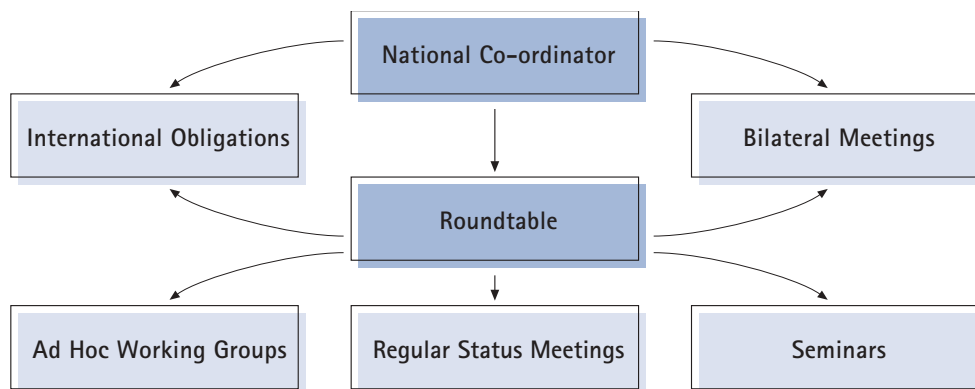 National Co-ordinator
International Obligations
Bilateral Meetings
Roundtable
Ad Hoc Working Groups
Regular Status Meetings
Seminars